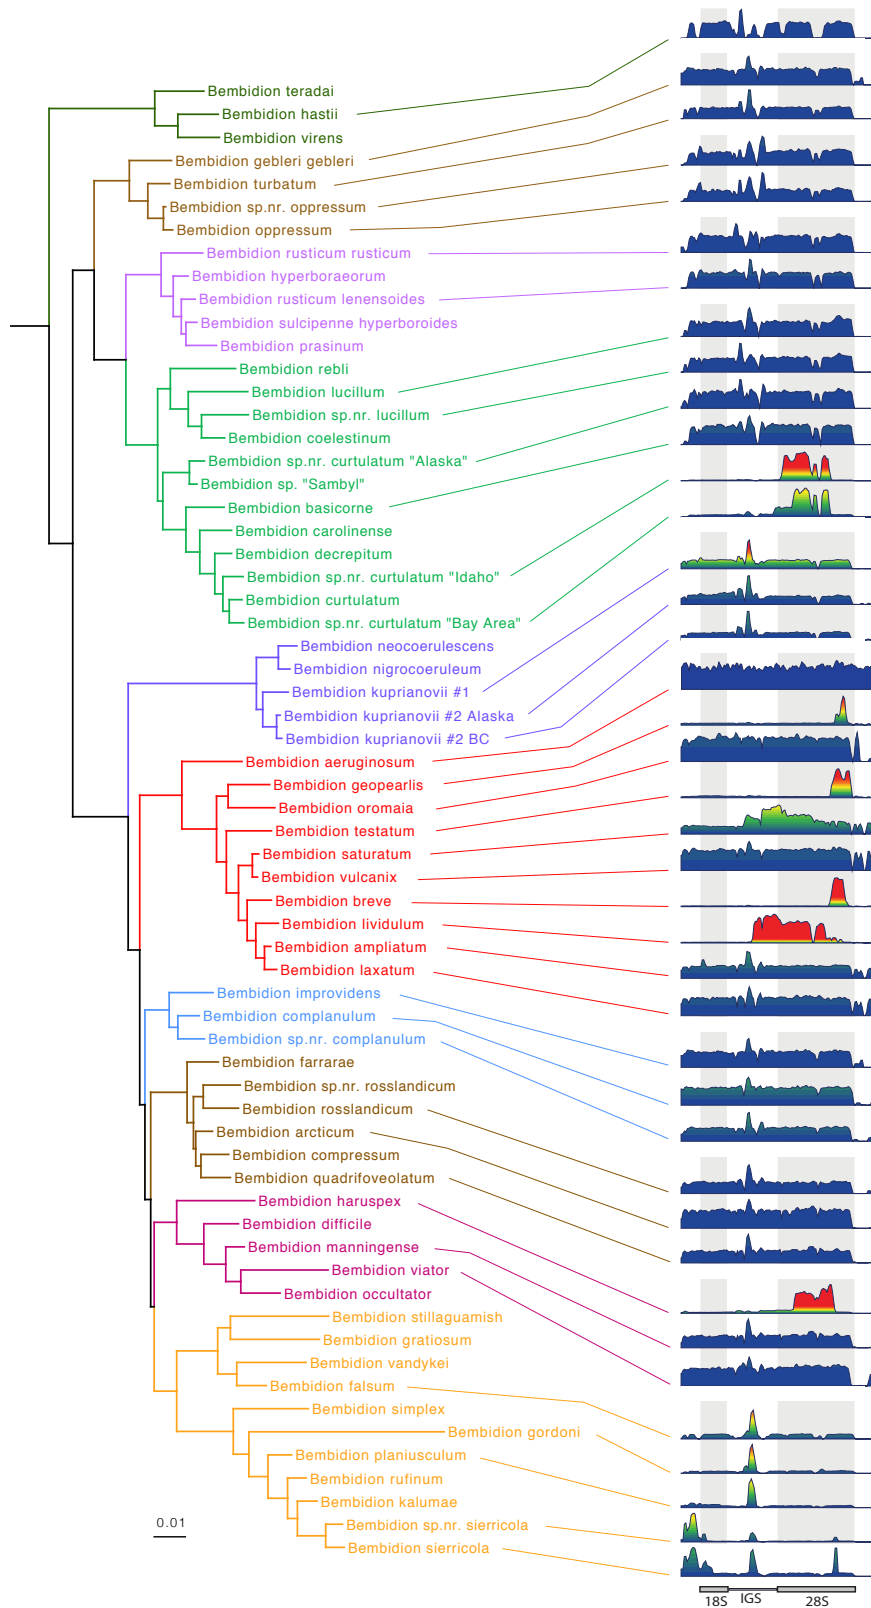 Bembidion teradai
Bembidion hastii
Bembidion virens
Bembidion gebleri gebleri
Bembidion turbatum
Bembidion sp.nr. oppressum
Bembidion oppressum
Bembidion rusticum rusticum
Bembidion hyperboraeorum
Bembidion rusticum lenensoides
Bembidion sulcipenne hyperboroides
Bembidion prasinum
Bembidion rebli
Bembidion lucillum
Bembidion sp.nr. lucillum
Bembidion coelestinum
Bembidion sp.nr. curtulatum "Alaska"
Bembidion sp. "Sambyl"
Bembidion basicorne
Bembidion carolinense
Bembidion decrepitum
Bembidion sp.nr. curtulatum "Idaho"
Bembidion curtulatum
Bembidion sp.nr. curtulatum "Bay Area"
Bembidion neocoerulescens
Bembidion nigrocoeruleum
Bembidion kuprianovii #1
Bembidion kuprianovii #2 Alaska
Bembidion kuprianovii #2 BC
Bembidion aeruginosum
Bembidion geopearlis
Bembidion oromaia
Bembidion testatum
Bembidion saturatum
Bembidion vulcanix
Bembidion breve
Bembidion lividulum
Bembidion ampliatum
Bembidion laxatum
Bembidion improvidens
Bembidion complanulum
Bembidion sp.nr. complanulum
Bembidion farrarae
Bembidion sp.nr. rosslandicum
Bembidion rosslandicum
Bembidion arcticum
Bembidion compressum
Bembidion quadrifoveolatum
Bembidion haruspex
Bembidion difficile
Bembidion manningense
Bembidion viator
Bembidion occultator
Bembidion stillaguamish
Bembidion gratiosum
Bembidion vandykei
Bembidion falsum
Bembidion simplex
Bembidion gordoni
Bembidion planiusculum
Bembidion rufinum
Bembidion kalumae
Bembidion sp.nr. sierricola
Bembidion sierricola
0.01
18S IGS 28S